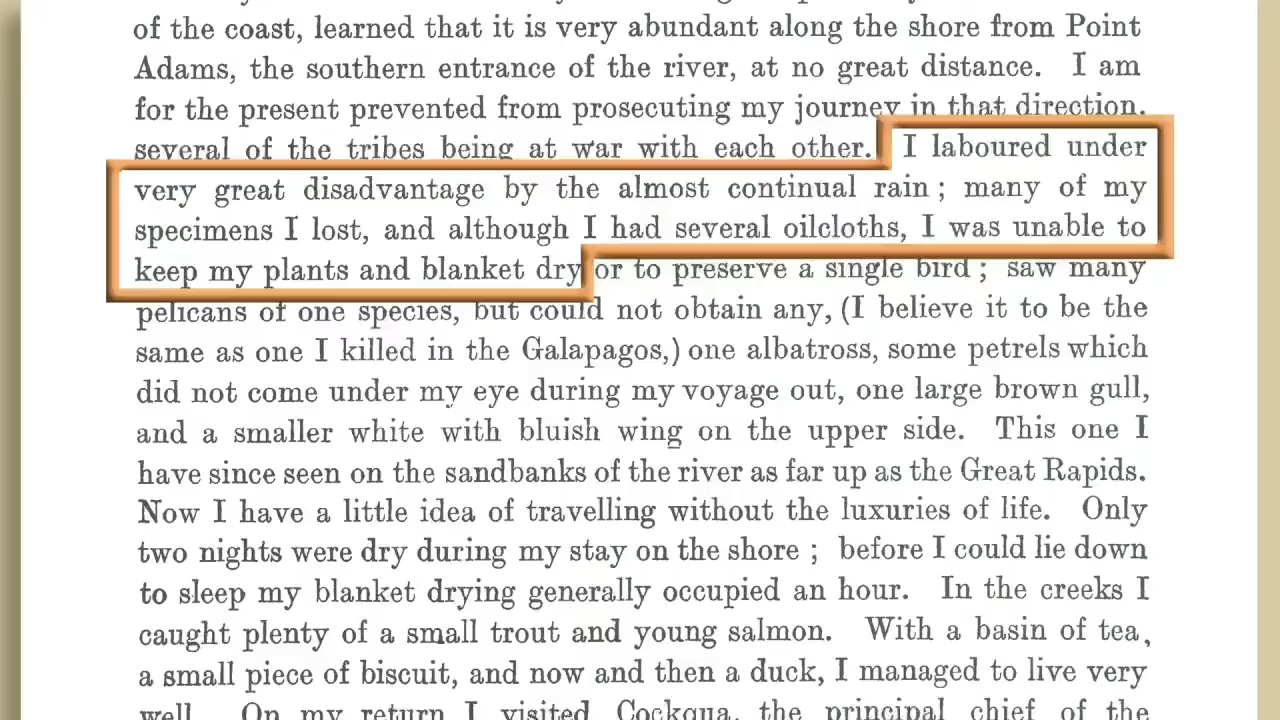 of the coast, learned that it is very abundant along the shore from Point
Adams, the southern entrance of the river, at no great distance. I am
for the present prevented from prosecuting my journey in that direction,
several of the tribes being at war with each other. I laboured under
very great disadvantage by the almost continual rain; many of my
specimens I lost, and although I had several oilcloths, I was unable to
keep my plants and blanket dry or to preserve a single bird; saw many
pelicans of one species, but could not obtain any, (I believe it to be the
same as one I killed in the Galapagos,) one albatross, some petrels which
did not come under my eye during my voyage out, one large brown gull,
and a smaller white with bluish wing on the upper side. This one I
have since seen on the sandbanks of the river as far up as the Great Rapids.
Now I have a little idea of travelling without the luxuries of life. Only
two nights were dry during my stay on the shore; before I could lie down
to sleep my blanket drying generally occupied an hour. In the creeks I
caught plenty of a small trout and young salmon. With a basin of tea,
a small piece of biscuit, and now and then a duck, I managed to live very
well. On my return I visited Cockqua, the principal chief of the